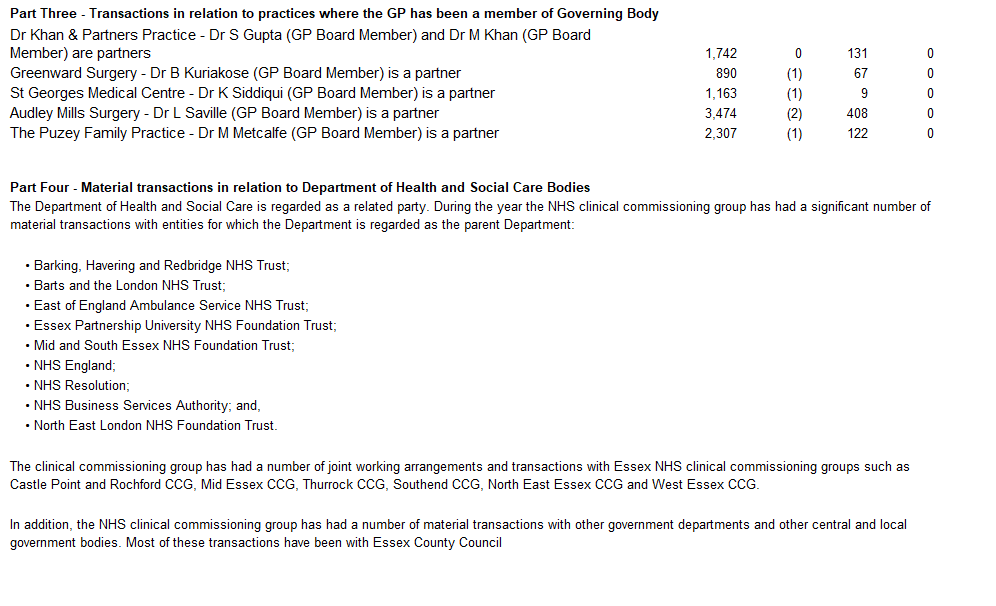 Part Three - Transactions in relation to practices where the GP has been a member of Governing Body
Dr Khan & Partners Practice - Dr S Gupta (GP Board Member) and Dr M Khan (GP Board
Member) are partners 1,742 0 131 0
Greenward Surgery - Dr B Kuriakose (GP Board Member) is a partner 890 (1) 67 0
St Georges Medical Centre - Dr K Siddiqui (GP Board Member) is a partner 1,163 (1) 9 0
Audley Mills Surgery - Dr L Saville (GP Board Member) is a partner 3,474 (2) 408 0
The Puzey Family Practice - Dr M Metcalfe (GP Board Member) is a partner 2,307 (1) 122 0
Part Four - Material transactions in relation to Department of Health and Social Care Bodies
The Department of Health and Social Care is regarded as a related party. During the year the NHS clinical commissioning group has had a significant number of
material transactions with entities for which the Department is regarded as the parent Department:
• Barking, Havering and Redbridge NHS Trust;
• Barts and the London NHS Trust;
• East of England Ambulance Service NHS Trust;
• Essex Partnership University NHS Foundation Trust;
• Mid and South Essex NHS Foundation Trust;
• NHS England;
• NHS Resolution;
• NHS Business Services Authority; and,
• North East London NHS Foundation Trust.
The clinical commissioning group has had a number of joint working arrangements and transactions with Essex NHS clinical commissioning groups such as
Castle Point and Rochford CCG, Mid Essex CCG, Thurrock CCG, Southend CCG, North East Essex CCG and West Essex CCG.
In addition, the NHS clinical commissioning group has had a number of material transactions with other government departments and other central and local
government bodies. Most of these transactions have been with Essex County Council